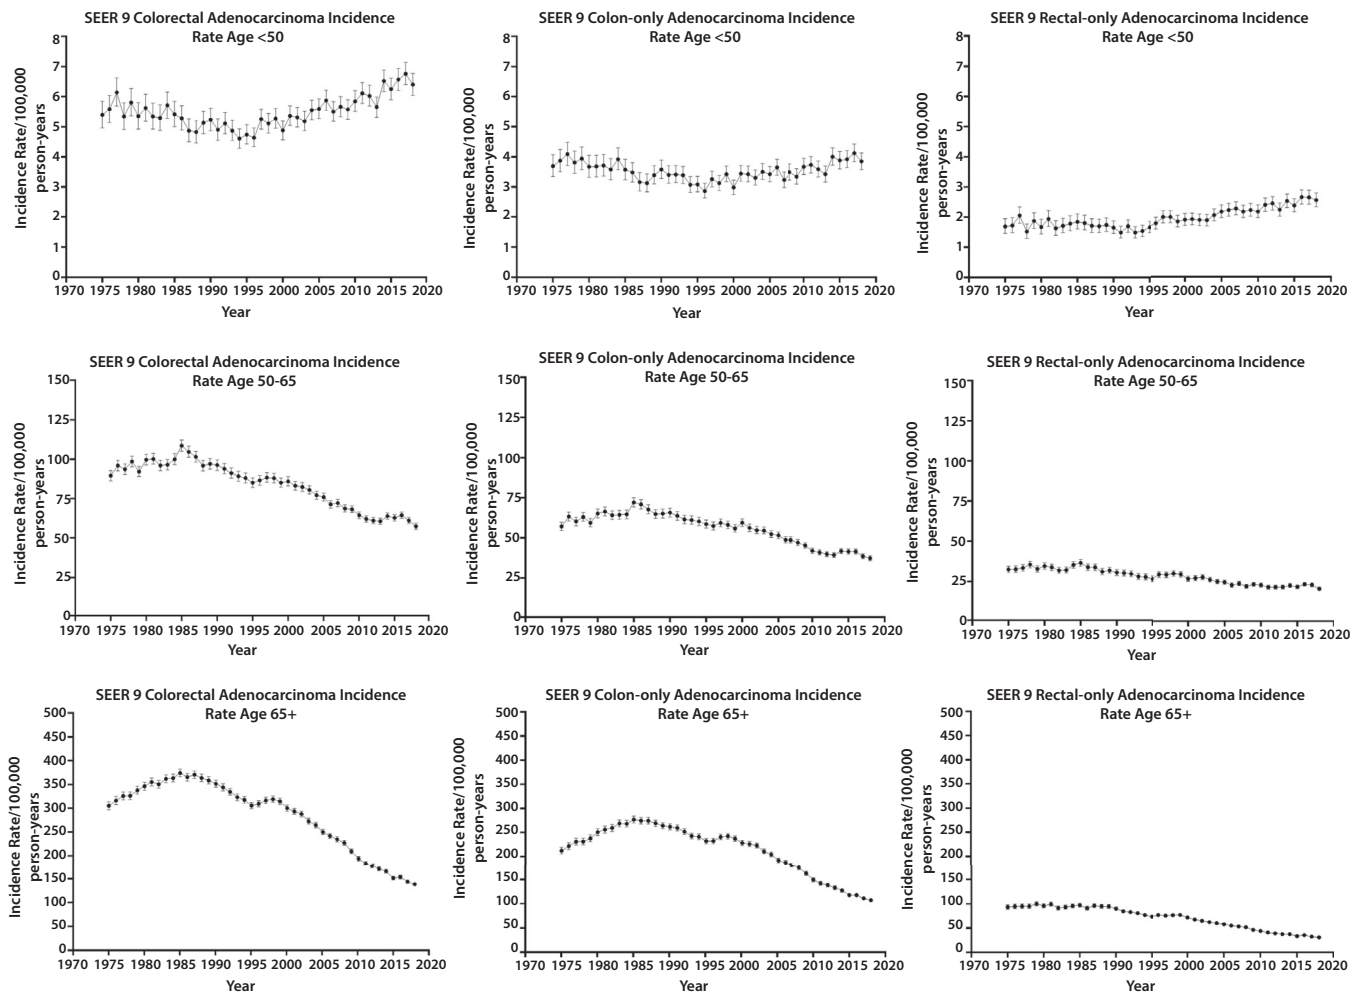 SEER 9 Colorectal Adenocarcinoma Incidence
Rate Age <50
8
7
6
5
4
3
2
1
0
Incidence Rate/100,000
person-years
1970 1975 1980 1985 1990 1995 2000 2005 2010 2015 2020
Year
SEER 9 Colon-only Adenocarcinoma Incidence
Rate Age <50
8
7
6
5
4
3
2
1
0
Incidence Rate/100,000
person-years
1970 1975 1980 1985 1990 1995 2000 2005 2010 2015 2020
Year
SEER 9 Rectal-only Adenocarcinoma Incidence
Rate Age <50
8
7
6
5
4
3
2
1
0
Incidence Rate/100,000
person-years
1970 1975 1980 1985 1990 1995 2000 2005 2010 2015 2020
Year
SEER 9 Colorectal Adenocarcinoma Incidence
Rate Age 50-65
150
125
100
75
50
25
0
Incidence Rate/100,000
person-years
1970 1975 1980 1985 1990 1995 2000 2005 2010 2015 2020
Year
SEER 9 Colon-only Adenocarcinoma Incidence
Rate Age 50-65
150
125
100
75
50
25
0
Incidence Rate/100,000
person-years
1970 1975 1980 1985 1990 1995 2000 2005 2010 2015 2020
Year
SEER 9 Rectal-only Adenocarcinoma Incidence
Rate Age 50-65
150
125
100
75
50
25
0
Incidence Rate/100,000
person-years
1970 1975 1980 1985 1990 1995 2000 2005 2010 2015 2020
Year
SEER 9 Colorectal Adenocarcinoma Incidence
Rate Age 65+
500
450
400
350
300
250
200
150
100
50
0
Incidence Rate/100,000
person-years
1970 1975 1980 1985 1990 1995 2000 2005 2010 2015 2020
Year
SEER 9 Colon-only Adenocarcinoma Incidence
Rate Age 65+
500
450
400
350
300
250
200
150
100
50
0
Incidence Rate/100,000
person-years
1970 1975 1980 1985 1990 1995 2000 2005 2010 2015 2020
Year
SEER 9 Rectal-only Adenocarcinoma Incidence
Rate Age 65+
500
450
400
350
300
250
200
150
100
50
0
Incidence Rate/10,000
person-years
1970 1975 1980 1985 1990 1995 2000 2005 2010 2015 2020
Year